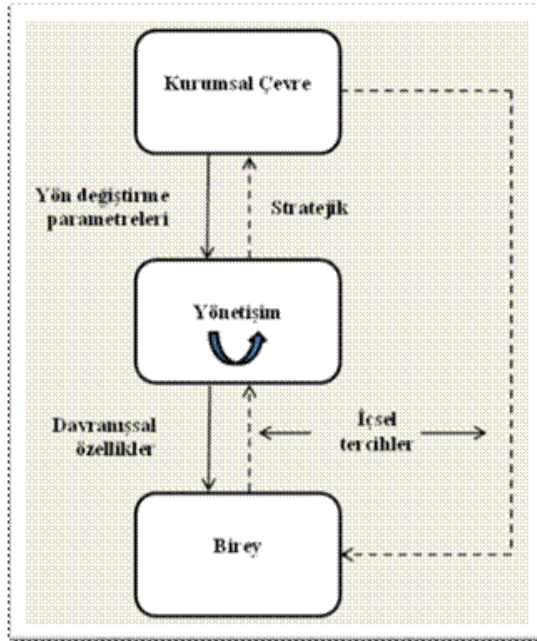 Kurumsal Çevre
Yön değiştirme
parametreleri
Stratejik
Yönetişim
Davranışsal
özellikler
İçsel
tercihler
Birey